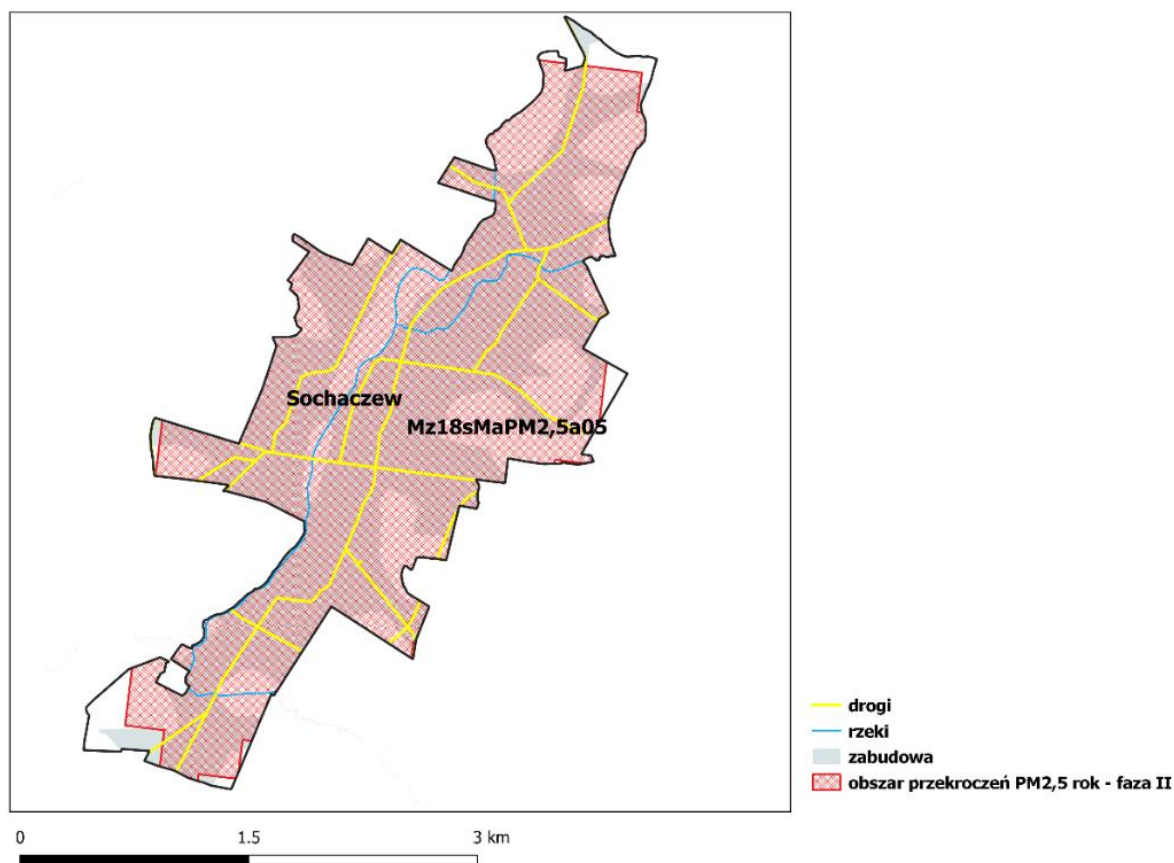 Sochaczew
Mz18sMaPM2,5a05
drogi
rzeki
zabudowa
obszar przekroczeń PM2,5 rok - faza II
0 1.5 3 km